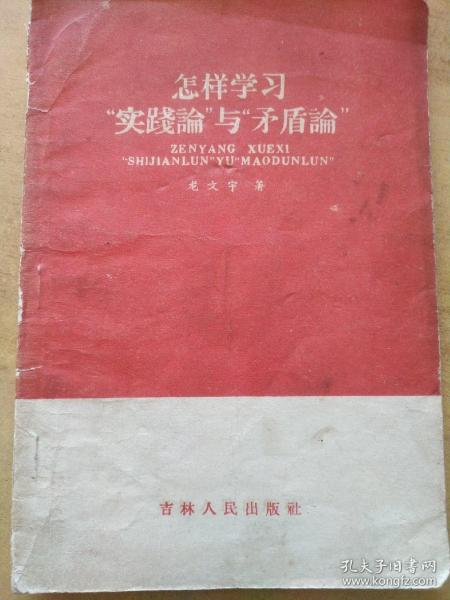 怎样学习
“实踐論”与“矛盾論”
ZENYANG XUEXI
“SHIJIANLUN”YU“MAODUNLUN”
老文宇 著
吉林人民出版社
孔夫子旧书网
www.kongfz.com